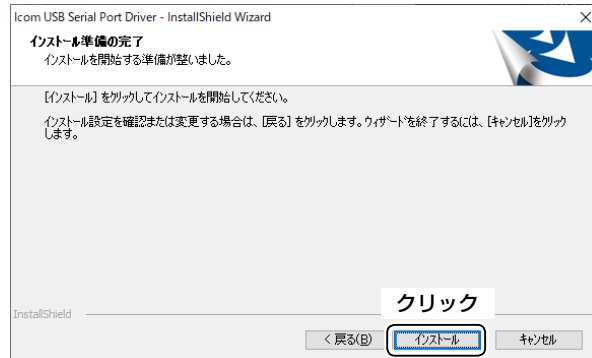 Icom USB Serial Port Driver - InstallShield Wizard
インストール準備の完了
インストールを開始する準備が整いました。
[インストール] をクリックしてインストールを開始してください。
インストール設定を確認または変更する場合は、[戻る] をクリックします。ウィザードを終了するには、[キャンセル]をクリック
します。
クリック
InstallShield
< 戻る(B)
インストール
キャンセル